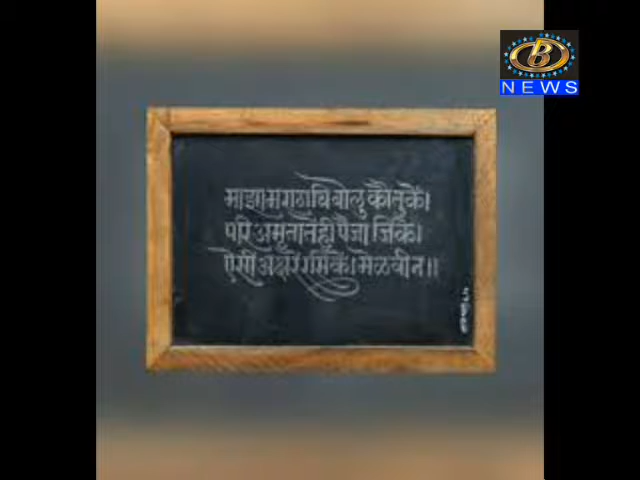 B
NEWS
माझा मराठाचि बोलु कौतुकें।
परि अमृतातेंही पैजा जिंके।
ऐसीं अक्षरें रसिकें। मेळवीन॥